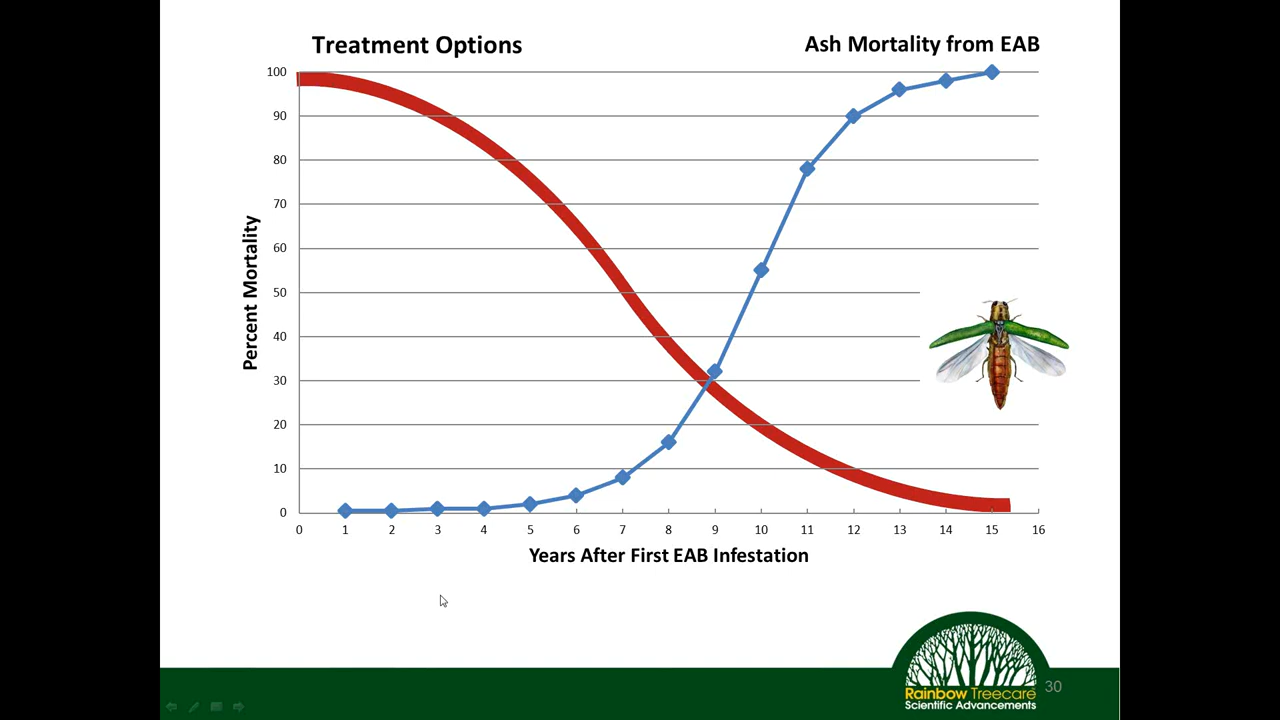 Treatment Options
Ash Mortality from EAB
100
90
80
70
60
50
40
30
20
10
0
Percent Mortality
0 1 2 3 4 5 6 7 8 9 10 11 12 13 14 15 16
Years After First EAB Infestation
Rainbow Treecare
Scientific Advancements
30